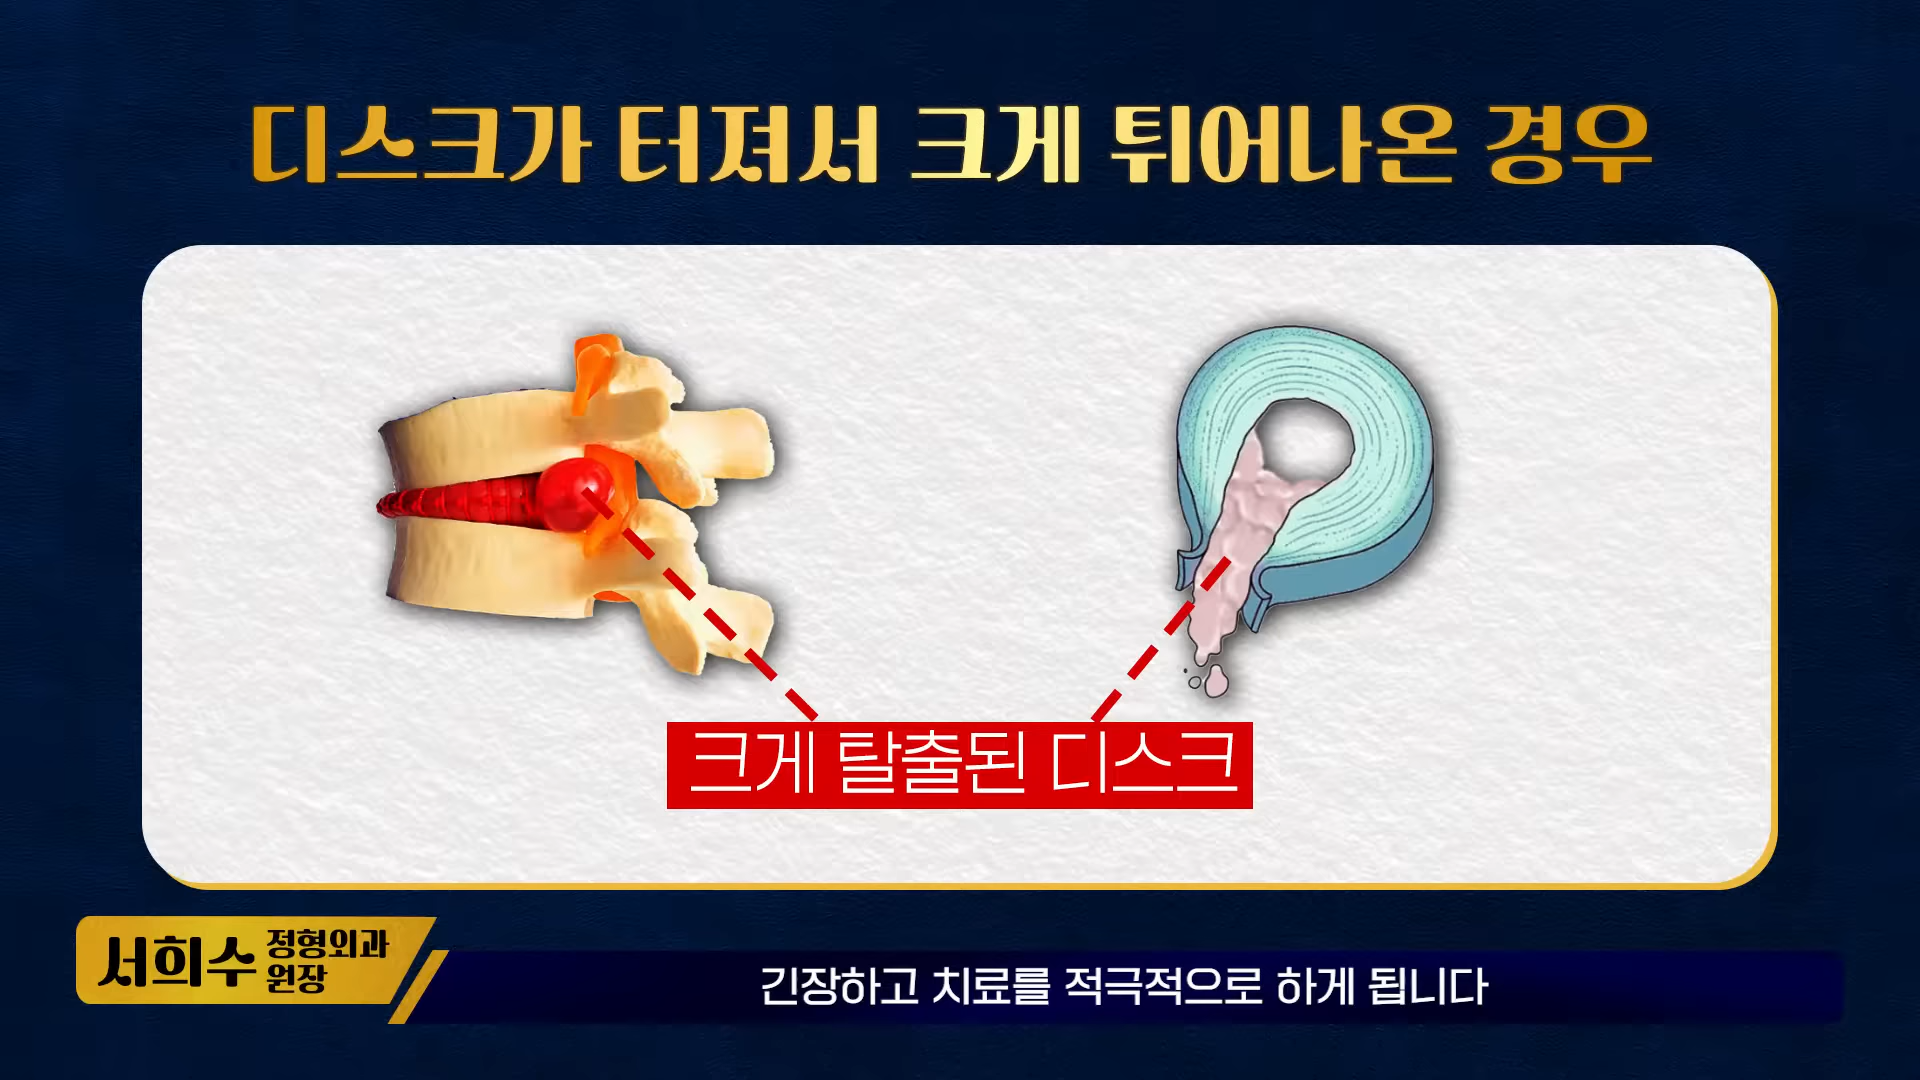 디스크가 터져서 크게 튀어나온 경우
크게 탈출된 디스크
서희수 정형외과
원장
긴장하고 치료를 적극적으로 하게 됩니다